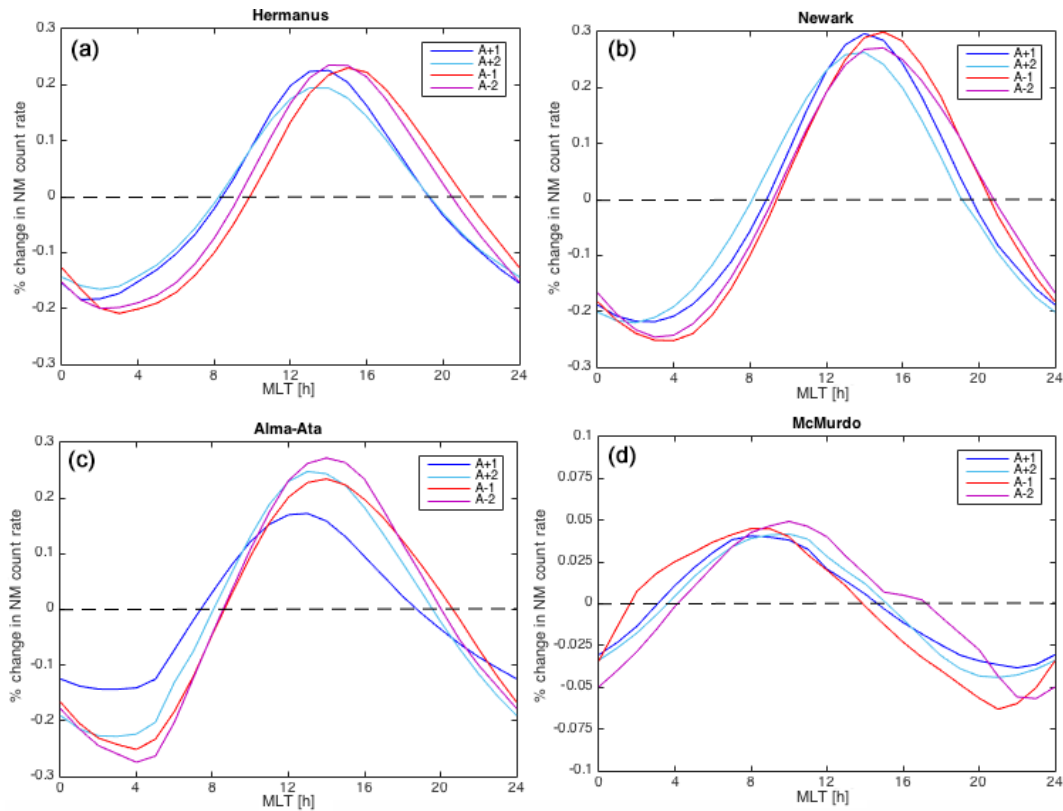 Hermanus
(a)
A+1
A+2
A-1
A-2
% change in NM count rate
0.3
0.2
0.1
0
-0.1
-0.2
-0.3
0 4 8 12 16 20 24
MLT [h]
Newark
(b)
A+1
A+2
A-1
A-2
% change in NM count rate
0.3
0.2
0.1
0
-0.1
-0.2
-0.3
0 4 8 12 16 20 24
MLT [h]
Alma-Ata
(c)
A+1
A+2
A-1
A-2
% change in NM count rate
0.3
0.2
0.1
0
-0.1
-0.2
-0.3
0 4 8 12 16 20 24
MLT [h]
McMurdo
(d)
A+1
A+2
A-1
A-2
% change in NM count rate
0.1
0.075
0.05
0.025
0
-0.025
-0.05
-0.075
-0.1
0 4 8 12 16 20 24
MLT [h]